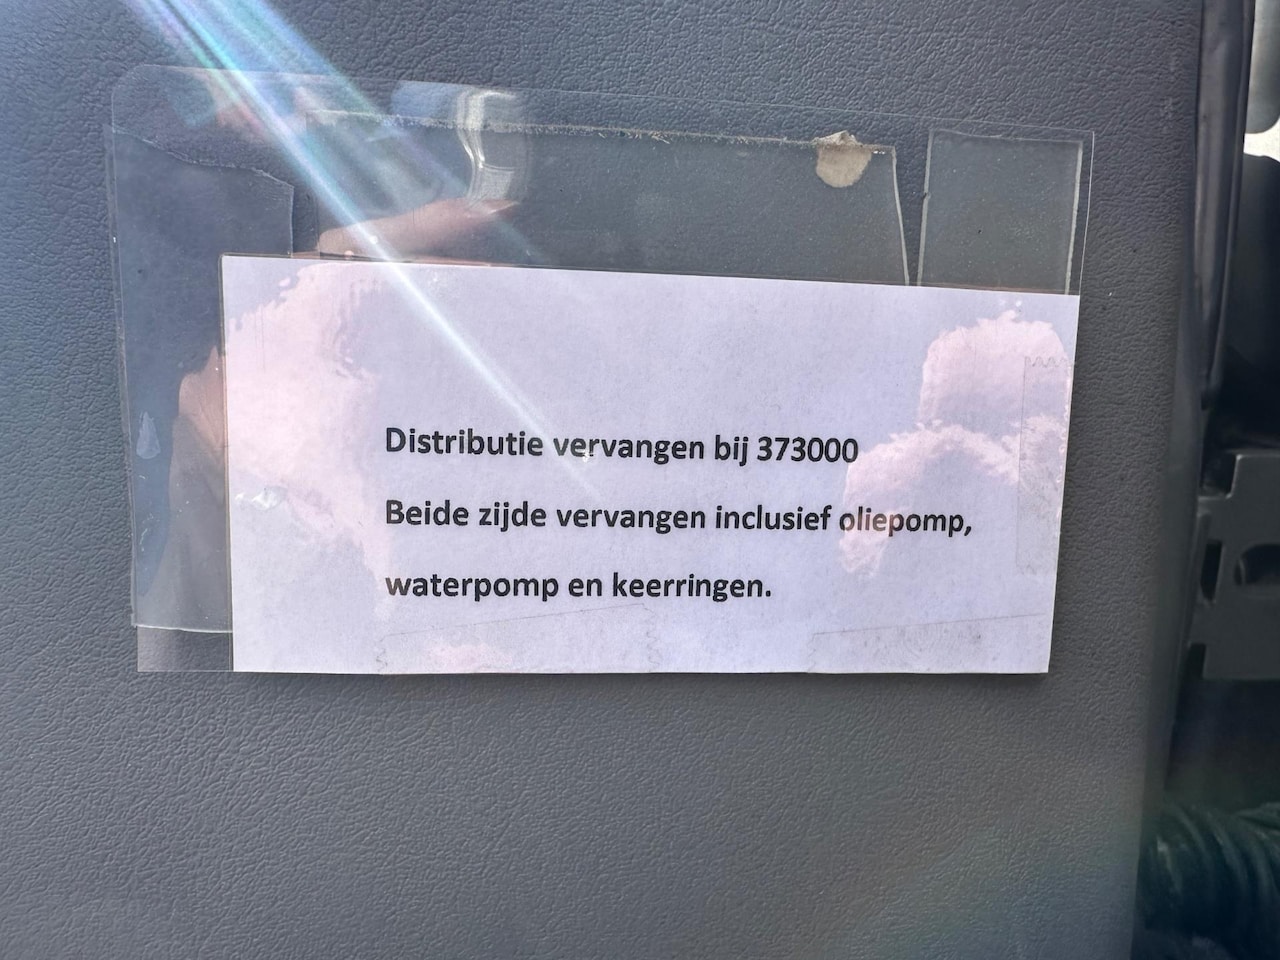 Distributie vervangen bij 373000
Beide zijde vervangen inclusief oliepomp,
waterpomp en keerringen.